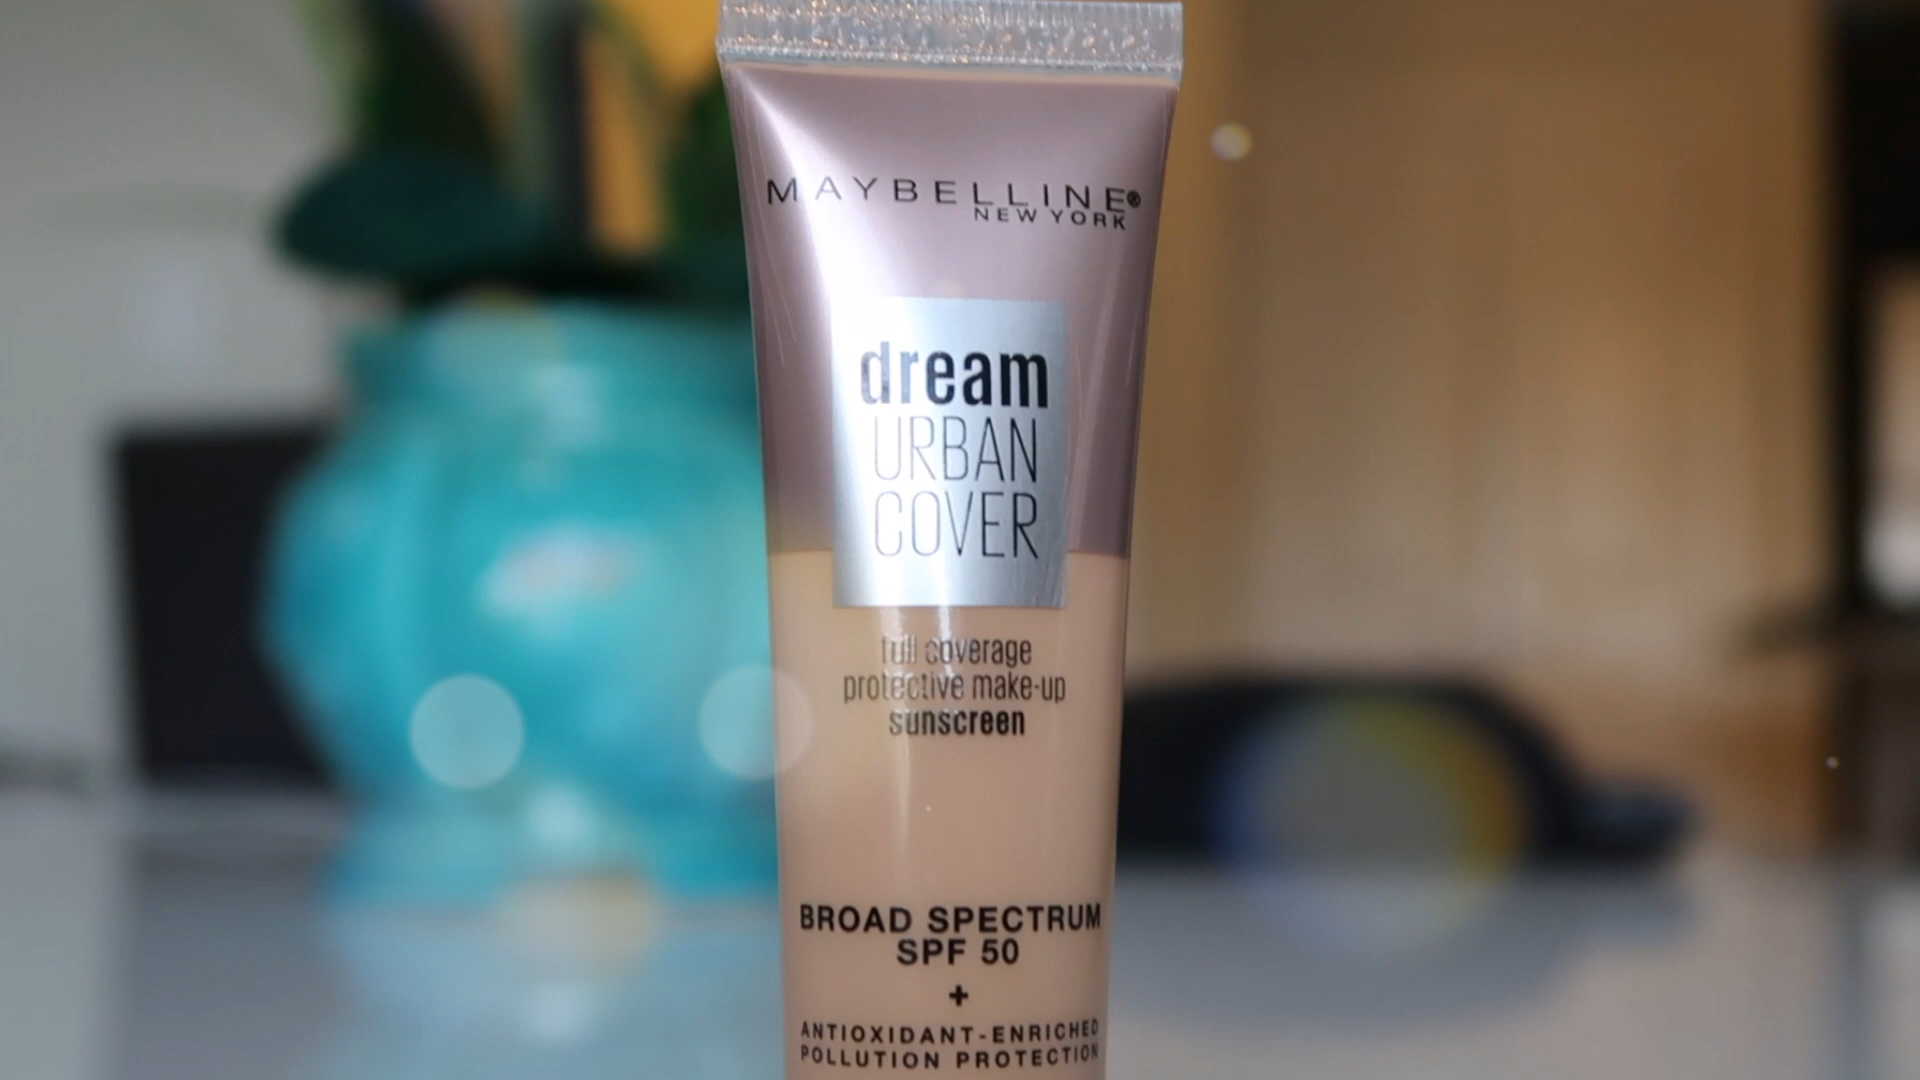 MAYBELLINE®
NEW YORK
dream
URBAN
COVER
full coverage
protective make-up
sunscreen
BROAD SPECTRUM
SPF 50
+
ANTIOXIDANT-ENRICHED
POLLUTION PROTECTION